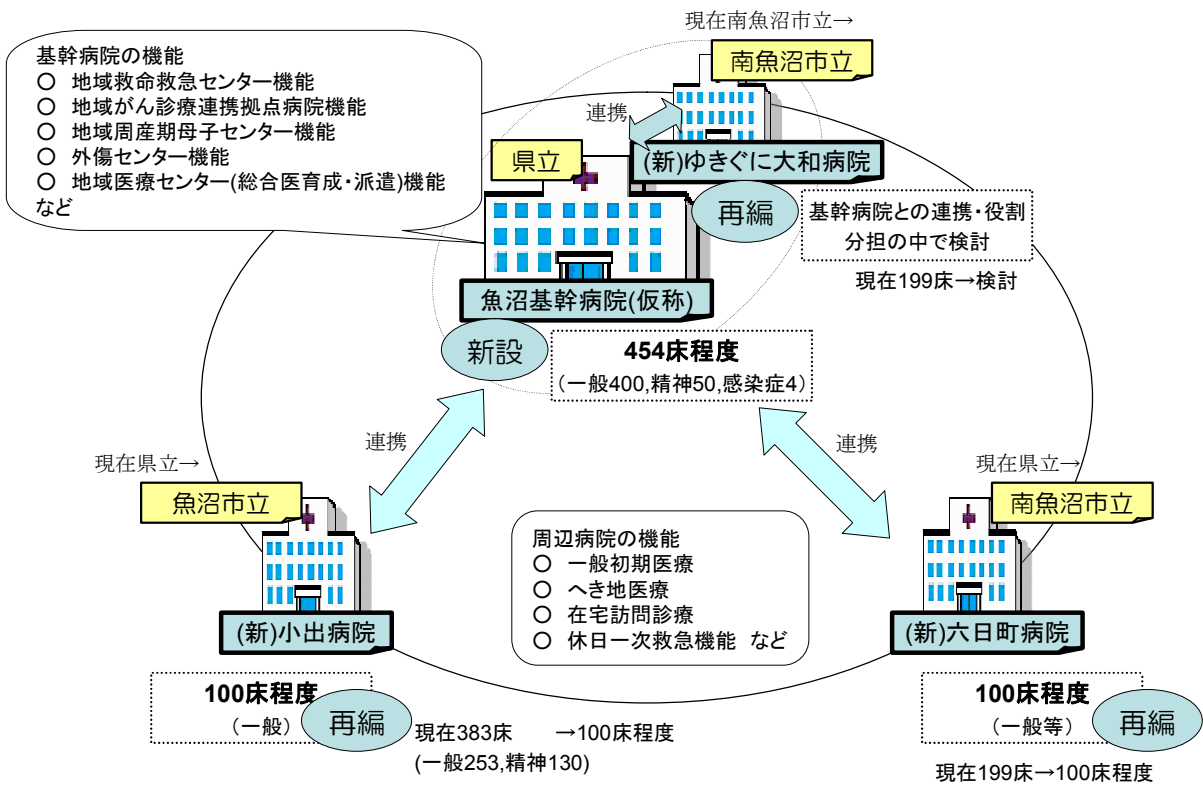 現在南魚沼市立→
南魚沼市立
基幹病院の機能
○ 地域救命救急センター機能
○ 地域がん診療連携拠点病院機能
○ 地域周産期母子センター機能
○ 外傷センター機能
○ 地域医療センター(総合医育成・派遣)機能
など
連携
(新)ゆきぐに大和病院
県立
再編
基幹病院との連携・役割
分担の中で検討
現在199床→検討
魚沼基幹病院(仮称)
新設
454床程度
(一般400,精神50,感染症4)
連携
連携
現在県立→
魚沼市立
(新)小出病院
100床程度
(一般)
再編
現在383床 →100床程度
(一般253,精神130)
周辺病院の機能
○ 一般初期医療
○ へき地医療
○ 在宅訪問診療
○ 休日一次救急機能 など
現在県立→
南魚沼市立
(新)六日町病院
100床程度
(一般等)
再編
現在199床→100床程度